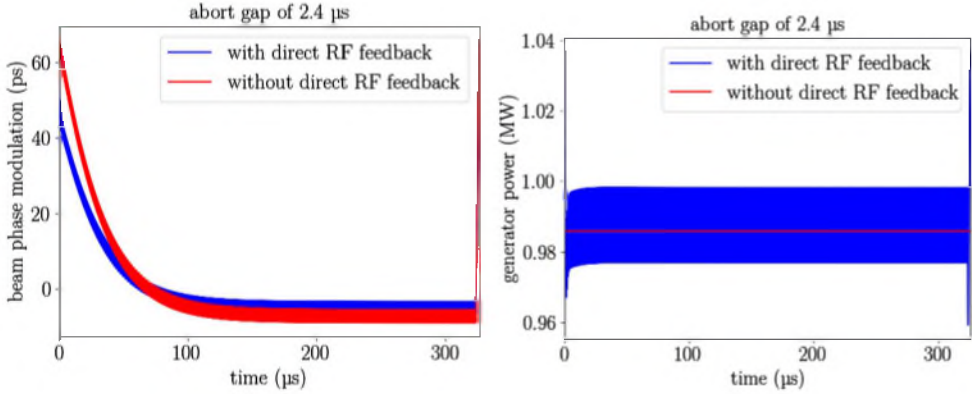 abort gap of 2.4 µs
with direct RF feedback
without direct RF feedback
beam phase modulation (ps)
60
40
20
0
0
100
200
300
time (µs)
abort gap of 2.4 µs
with direct RF feedback
without direct RF feedback
generator power (MW)
1.04
1.02
1.00
0.98
0.96
0
100
200
300
time (µs)